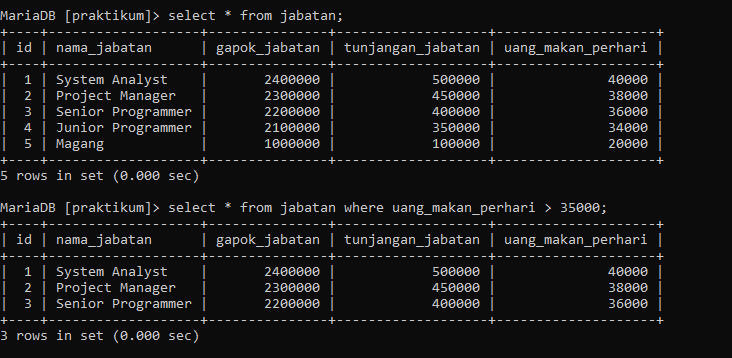 MariaDB [praktikum]> select * from jabatan;
+----+-------------------+--------------+-------------------+--------------------+
| id | nama_jabatan      | gapok_jabatan | tunjangan_jabatan | uang_makan_perhari |
+----+-------------------+--------------+-------------------+--------------------+
|  1 | System Analyst    |       2400000 |            500000 |              40000 |
|  2 | Project Manager   |       2300000 |            450000 |              38000 |
|  3 | Senior Programmer |       2200000 |            400000 |              36000 |
|  4 | Junior Programmer |       2100000 |            350000 |              34000 |
|  5 | Magang            |       1000000 |            100000 |              20000 |
+----+-------------------+--------------+-------------------+--------------------+
5 rows in set (0.000 sec)
MariaDB [praktikum]> select * from jabatan where uang_makan_perhari > 35000;
+----+-------------------+--------------+-------------------+--------------------+
| id | nama_jabatan      | gapok_jabatan | tunjangan_jabatan | uang_makan_perhari |
+----+-------------------+--------------+-------------------+--------------------+
|  1 | System Analyst    |       2400000 |            500000 |              40000 |
|  2 | Project Manager   |       2300000 |            450000 |              38000 |
|  3 | Senior Programmer |       2200000 |            400000 |              36000 |
+----+-------------------+--------------+-------------------+--------------------+
3 rows in set (0.000 sec)